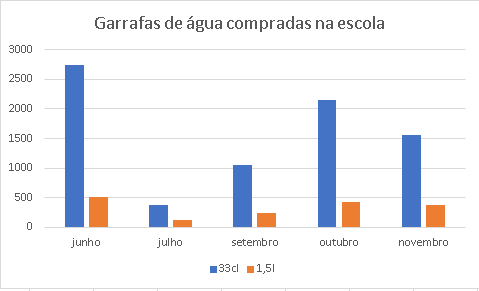 Garrafas de água compradas na escola
3000
2500
2000
1500
1000
500
0
junho julho setembro outubro novembro
33cl 1,5l